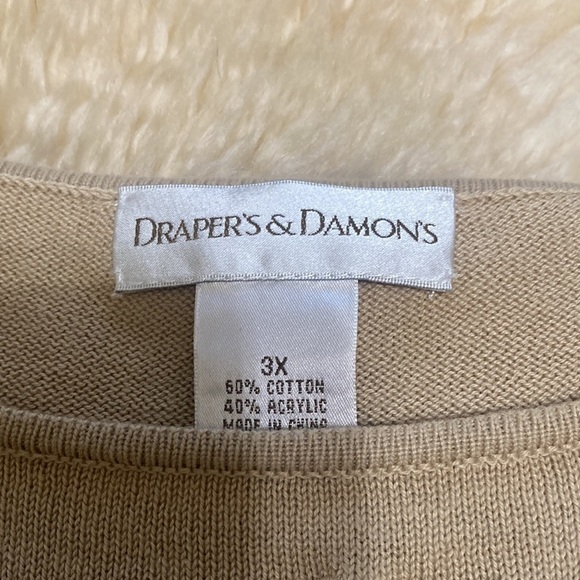 DRAPER'S & DAMON'S
3X
60% COTTON
40% ACRYLIC
MADE IN CHINA